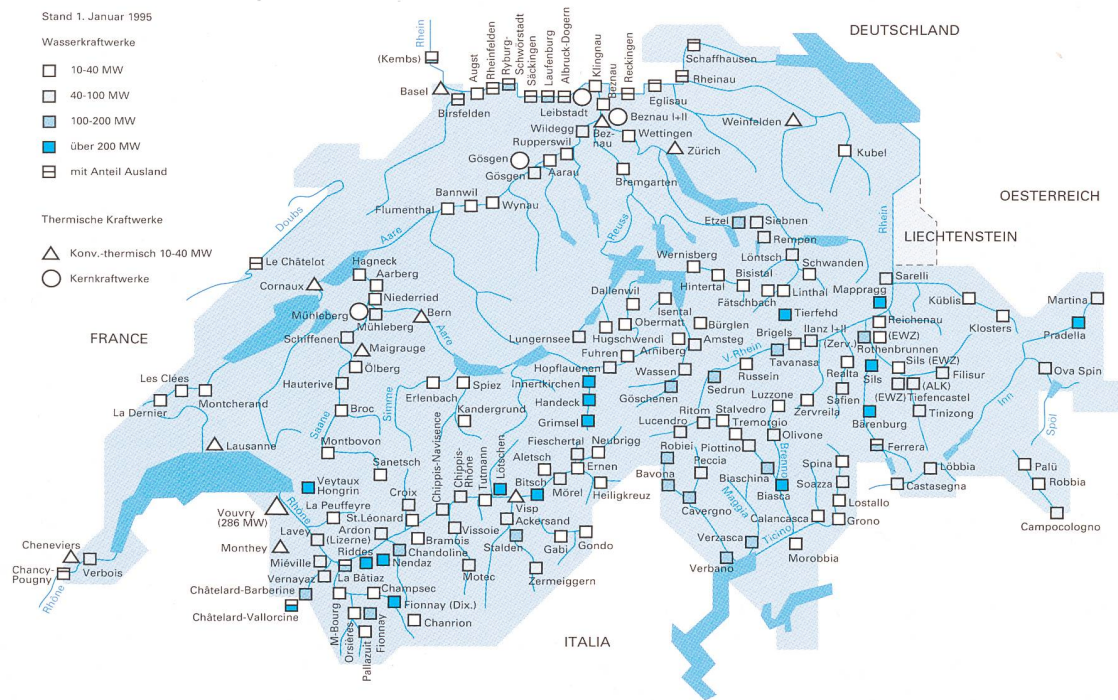 Stand 1. Januar 1995
Wasserkraftwerke
10-40 MW
40-100 MW
100-200 MW
über 200 MW
mit Anteil Ausland
Thermische Kraftwerke
Konv.-thermisch 10-40 MW
Kernkraftwerke
DEUTSCHLAND
OESTERREICH
LIECHTENSTEIN
FRANCE
ITALIA
Rhein
(Kembs)
Basel
Birsfelden
Augst
Rheinfelden
Ryburg-
Schwörstadt
Säckingen
Laufenburg
Albruck-Dogern
Leibstadt
Klingnau
Beznau
Reckingen
Eglisau
Schaffhausen
Rheinau
Beznau I+II
Bez-
nau
Wettingen
Weinfelden
Zürich
Kubel
Wildegg
Rupperswil
Gösgen
Gösgen
Aarau
Bremgarten
Bannwil
Wynau
Flumenthal
Aare
Doubs
Reuss
Rhein
Etzel
Siebnen
Rempen
Le Châtelot
Hagneck
Aarberg
Cornaux
Niederried
Mühleberg
Mühleberg
Bern
Aare
Schiffenen
Maigrauge
Ölberg
Hauterive
Les Clées
Montcherand
La Dernier
Broc
Saane
Simme
Montbovon
Lausanne
Erlenbach
Spiez
Kandergrund
Wernisberg
Löntsch
Schwanden
Bisistal
Hintertal
Fätschbach
Linthal
Mappragg
Sarelli
Dallenwil
Isental
Tierfehd
Obermatt
Bürglen
Lungernsee
Hugschwendi
Arniberg
Amsteg
Fuhren
Hopflauenen
Wassen
Innertkirchen
Handeck
Grimsel
Göschenen
V-Rhein
Brigels
Ilanz I+II
(Zerv.)
Tavanasa
Russein
Sedrun
Reichenau
(EWZ)
Rothenbrunnen
Sils (EWZ)
Realta
Sils
Filisur
(ALK)
(EWZ)
Tiefencastel
Safien
Zervreila
Bärenburg
Tinizong
Küblis
Klosters
Martina
Pradella
Ova Spin
Inn
Spöl
Luzzone
Lucendro
Ritom
Stalvedro
Tremorgio
Piottino
Olivone
Robiei
Peccia
Bavona
Biaschina
Brenno
Biasca
Maggia
Cavergno
Verzasca
Verbano
Ticino
Calancasca
Spina
Soazza
Lostallo
Grono
Morobbia
Ferrera
Löbbia
Castasegna
Palü
Robbia
Campocologno
Fieschertal
Neubrigg
Aletsch
Ernen
Mörel
Heiligkreuz
Bitsch
Lötschen
Tutmann
Chippis-
Rhône
Chippis-Navisence
Visp
Ackersand
Stalden
Gabi
Gondo
Zermeiggern
Vissoie
Motec
Sanetsch
Croix
St.Léonard
Bramois
Ardon
(Lizerne)
Chandoline
Riddes
Nendaz
Veytaux
Hongrin
Rhône
La Peuffeyre
Vouvry
(286 MW)
Lavey
Monthey
Miéville
Vernayaz
La Bâtiaz
Châtelard-Barberine
Châtelard-Vallorcine
Champsec
Fionnay (Dix.)
Chanrion
M-Bourg
Orsières
Pallazuit
Fionnay
Cheneviers
Verbois
Chancy-
Pougny
Rhône